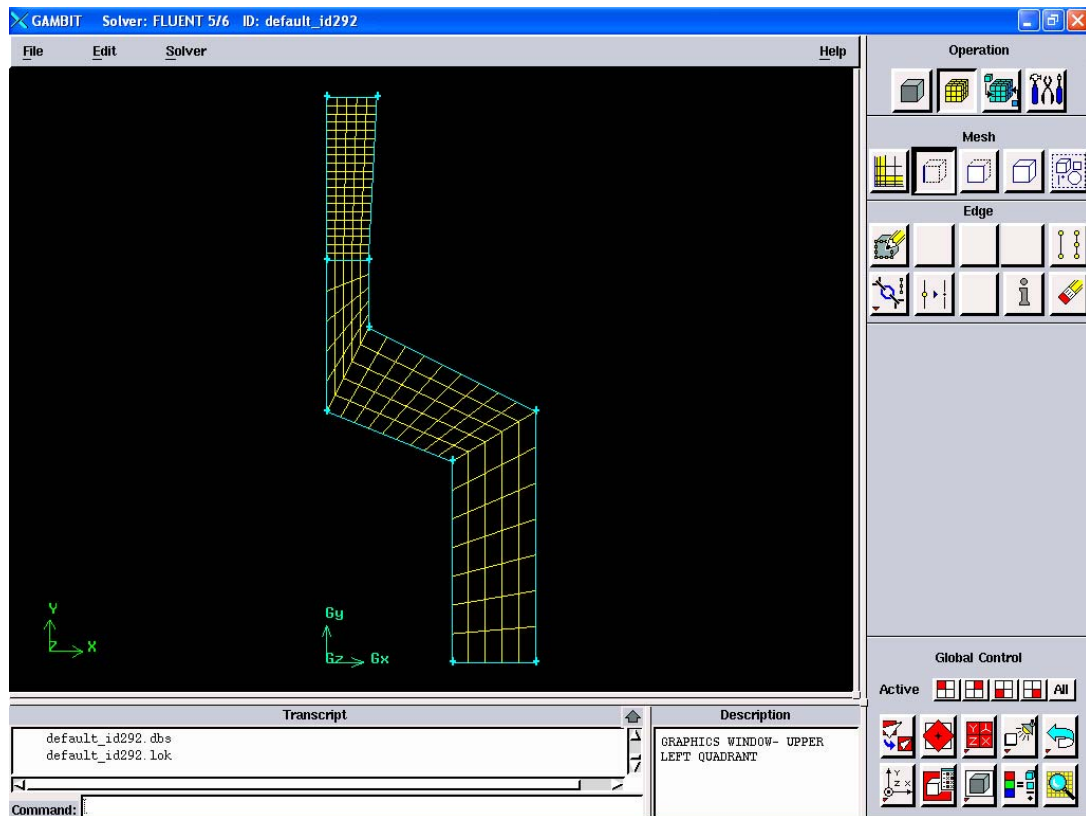 GAMBIT Solver: FLUENT 5/6 ID: default_id292
File Edit Solver Help
Operation
Mesh
Edge
Y
Z X
Gy
Gz Gx
Global Control
Active All
Transcript
default_id292.dbs
default_id292.lok
Command:
Description
GRAPHICS WINDOW- UPPER
LEFT QUADRANT